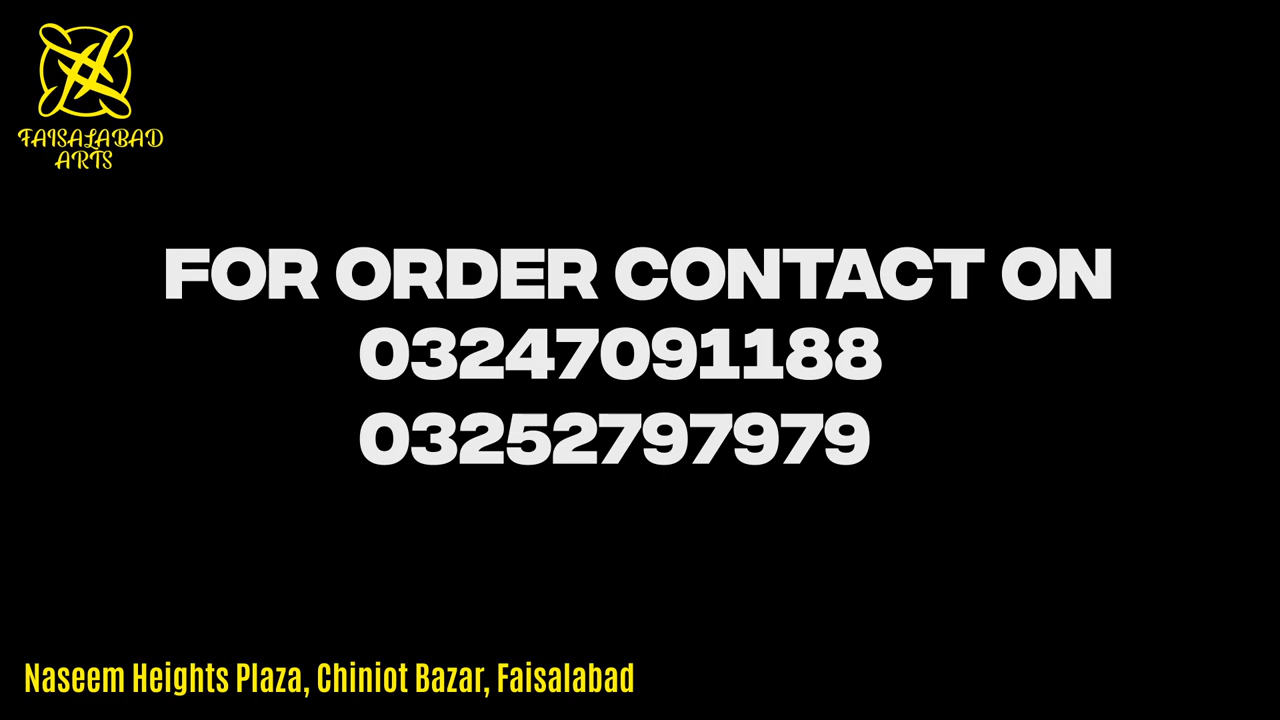 FAISALABAD
ARTS
FOR ORDER CONTACT ON
03247091188
03252797979
Naseem Heights Plaza, Chiniot Bazar, Faisalabad